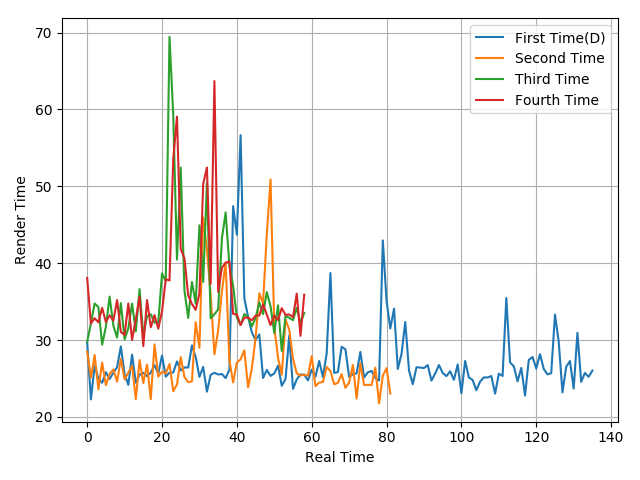 70
60
50
40
30
20
Render Time
0
20
40
60
80
100
120
140
Real Time
First Time(D)
Second Time
Third Time
Fourth Time